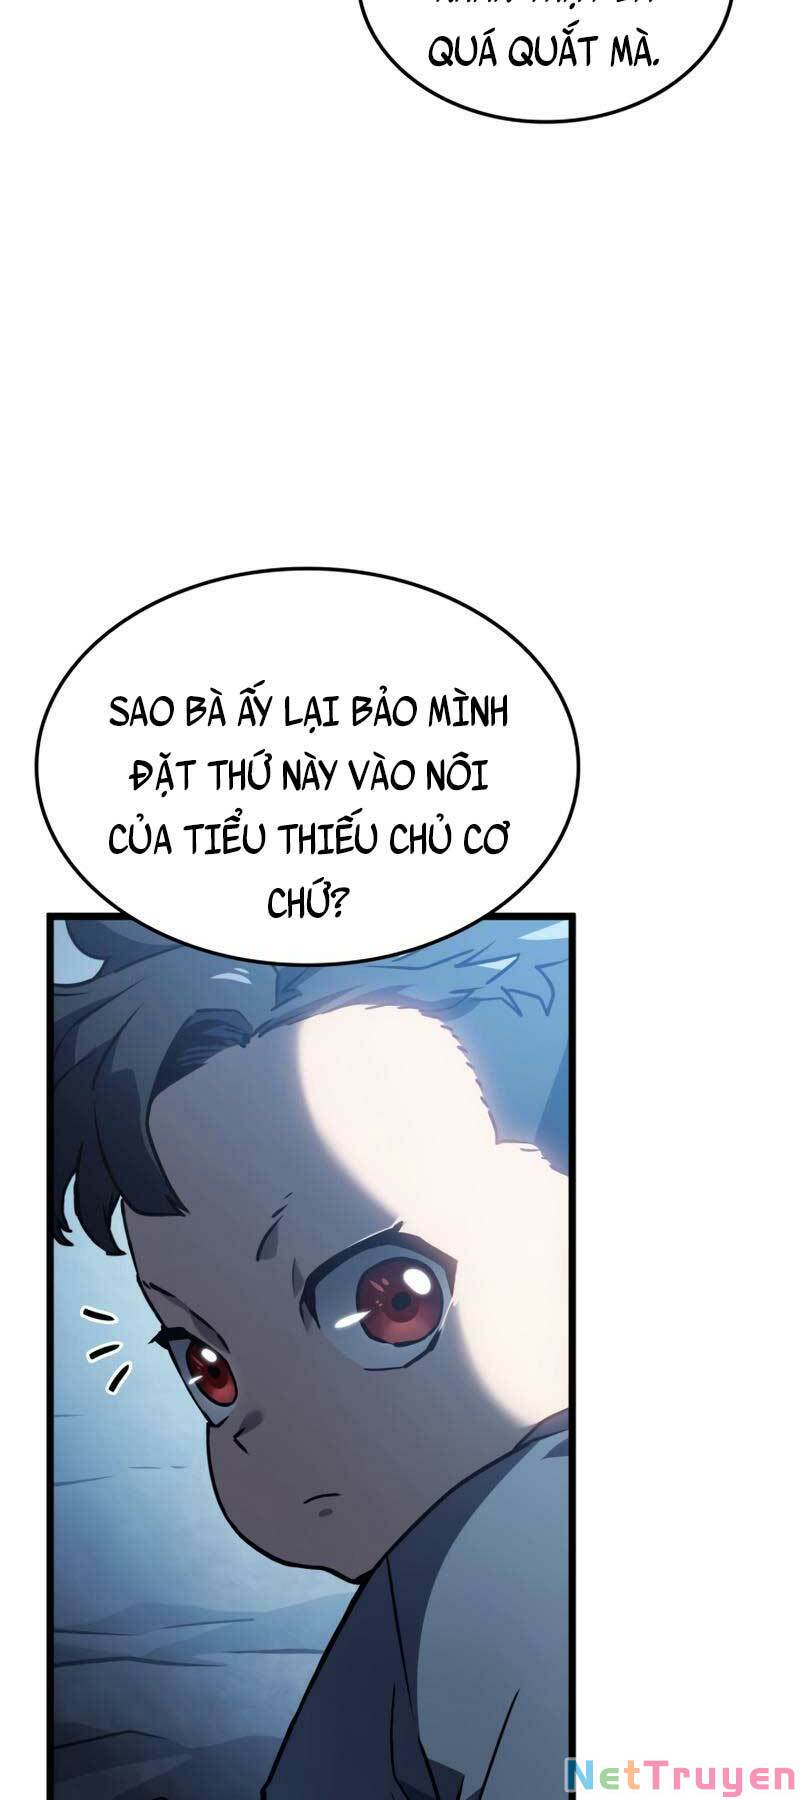 QUÁ QUẮT MÀ.
SAO BÀ ẤY LẠI BẢO MÌNH
ĐẶT THỨ NÀY VÀO NÔI
CỦA TIỂU THIẾU CHỦ CƠ
CHỨ?
NetTruyen